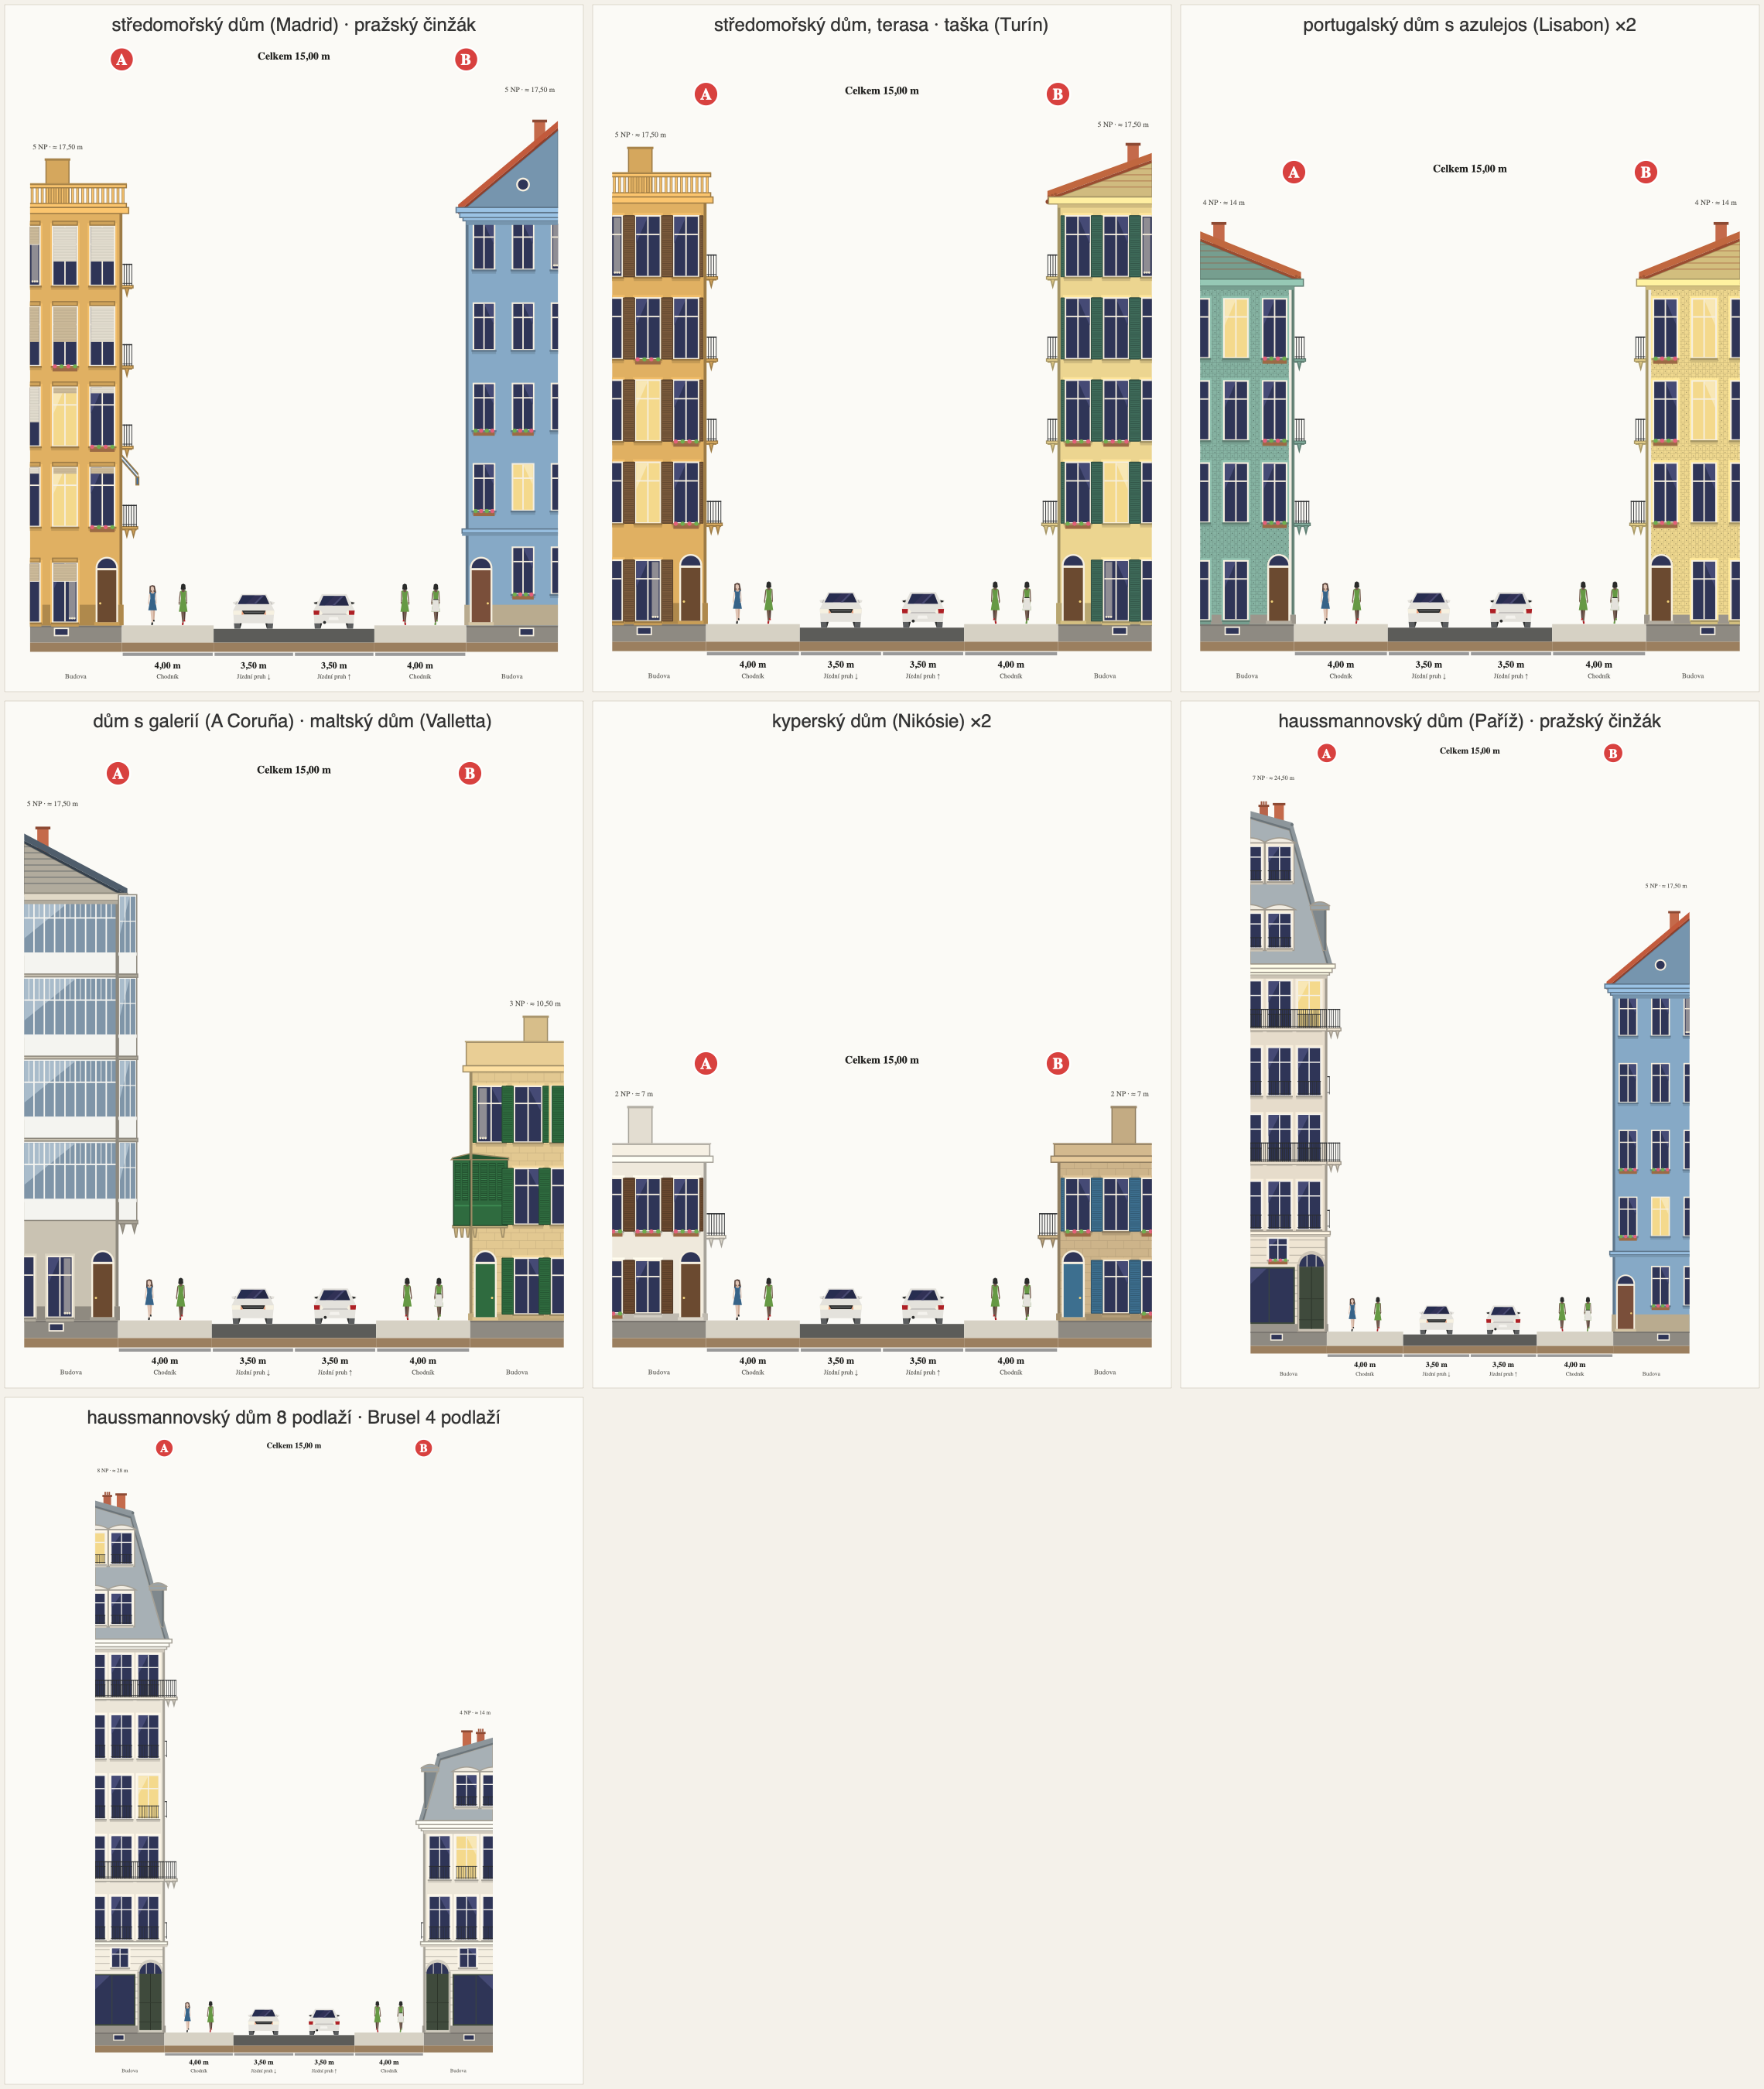 středomořský dům (Madrid) · pražský činžák
A
Celkem 15,00 m
B
5 NP · ≈ 17,50 m
5 NP · ≈ 17,50 m
4,00 m
3,50 m
3,50 m
4,00 m
Budova
Chodník
Jízdní pruh ↓
Jízdní pruh ↑
Chodník
Budova
středomořský dům, terasa · taška (Turín)
A
Celkem 15,00 m
B
5 NP · ≈ 17,50 m
5 NP · ≈ 17,50 m
4,00 m
3,50 m
3,50 m
4,00 m
Budova
Chodník
Jízdní pruh ↓
Jízdní pruh ↑
Chodník
Budova
portugalský dům s azulejos (Lisabon) ×2
A
Celkem 15,00 m
B
4 NP · ≈ 14 m
4 NP · ≈ 14 m
4,00 m
3,50 m
3,50 m
4,00 m
Budova
Chodník
Jízdní pruh ↓
Jízdní pruh ↑
Chodník
Budova
dům s galerií (A Coruña) · maltský dům (Valletta)
A
Celkem 15,00 m
B
5 NP · ≈ 17,50 m
3 NP · ≈ 10,50 m
4,00 m
3,50 m
3,50 m
4,00 m
Budova
Chodník
Jízdní pruh ↓
Jízdní pruh ↑
Chodník
Budova
kyperský dům (Nikósie) ×2
A
Celkem 15,00 m
B
2 NP · ≈ 7 m
2 NP · ≈ 7 m
4,00 m
3,50 m
3,50 m
4,00 m
Budova
Chodník
Jízdní pruh ↓
Jízdní pruh ↑
Chodník
Budova
haussmannovský dům (Paříž) · pražský činžák
A
Celkem 15,00 m
B
7 NP · ≈ 24,50 m
5 NP · ≈ 17,50 m
4,00 m
3,50 m
3,50 m
4,00 m
Budova
Chodník
Jízdní pruh ↓
Jízdní pruh ↑
Chodník
Budova
haussmannovský dům 8 podlaží · Brusel 4 podlaží
A
Celkem 15,00 m
B
8 NP · ≈ 28 m
4 NP · ≈ 14 m
4,00 m
3,50 m
3,50 m
4,00 m
Budova
Chodník
Jízdní pruh ↓
Jízdní pruh ↑
Chodník
Budova